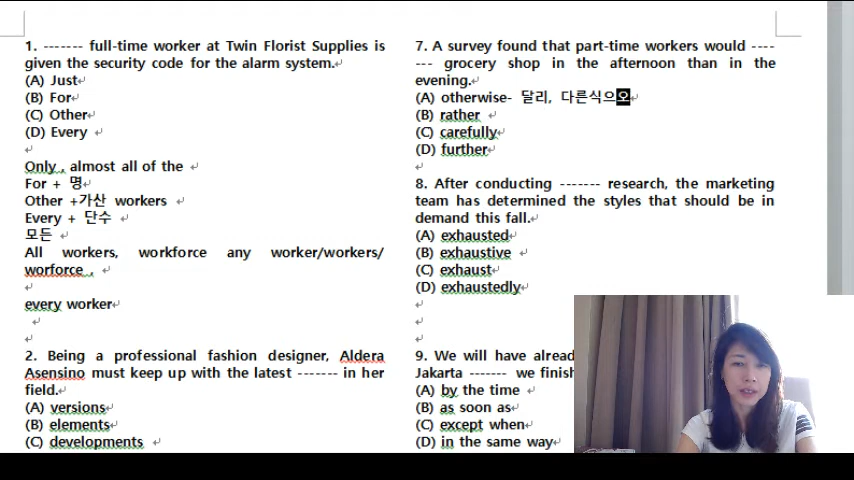 1. ------- full-time worker at Twin Florist Supplies is
given the security code for the alarm system.
(A) Just
(B) For
(C) Other
(D) Every
Only , almost all of the
For + 명
Other +가산 workers
Every + 단수
모든
All workers, workforce any worker/workers/
worforce ,
every worker
2. Being a professional fashion designer, Aldera
Asensino must keep up with the latest ------- in her
field.
(A) versions
(B) elements
(C) developments
7. A survey found that part-time workers would ----
--- grocery shop in the afternoon than in the
evening.
(A) otherwise- 달리, 다른식으오
(B) rather
(C) carefully
(D) further
8. After conducting ------- research, the marketing
team has determined the styles that should be in
demand this fall.
(A) exhausted
(B) exhaustive
(C) exhaust
(D) exhaustedly
9. We will have alread
Jakarta ------- we finish
(A) by the time
(B) as soon as
(C) except when
(D) in the same way